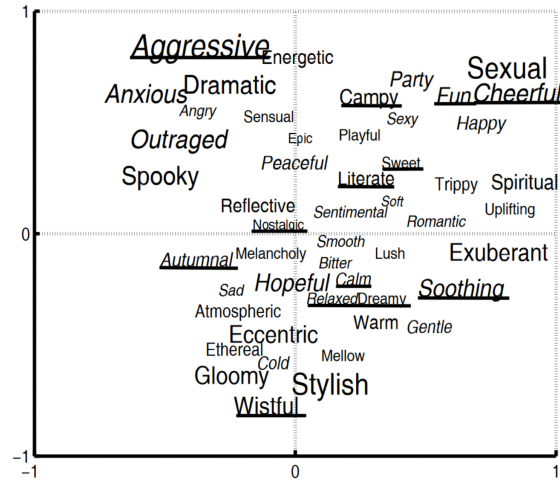 1
Aggressive
Energetic
Sexual
Dramatic
Party
Anxious
Campy
Fun Cheerful
Angry
Sensual
Sexy
Happy
Outraged
Epic
Playful
Peaceful
Sweet
Spooky
Literate
Trippy
Spiritual
Reflective
Soft
Sentimental
Uplifting
Nostalgic
Romantic
0
Smooth
Melancholy
Lush
Exuberant
Autumnal
Bitter
Hopeful
Calm
Sad
Soothing
Relaxed Dreamy
Atmospheric
Warm
Gentle
Eccentric
Ethereal
Mellow
Cold
Gloomy
Stylish
Wistful
−1
−1 0 1